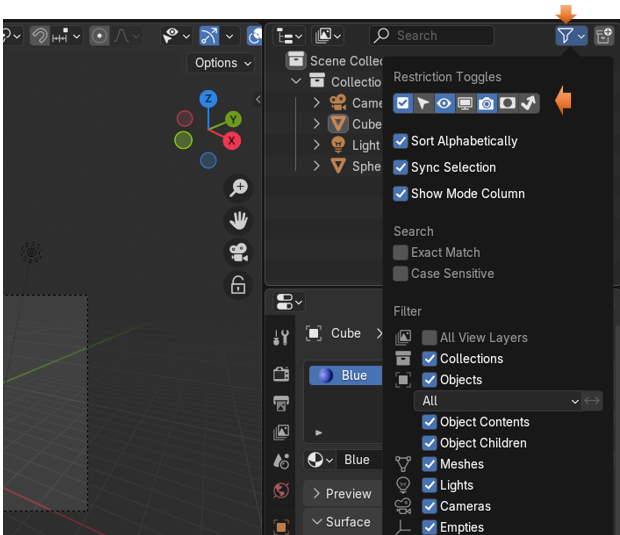 Search
Options
Scene Collec
Restriction Toggles
Collectio
Z
Came
Y
Cube
X
Sort Alphabetically
Light
Sync Selection
Sphe
Show Mode Column
Search
Exact Match
Case Sensitive
Filter
Cube
All View Layers
Collections
Blue
Objects
All
Object Contents
Object Children
Blue
Meshes
Lights
Preview
Cameras
Surface
Empties